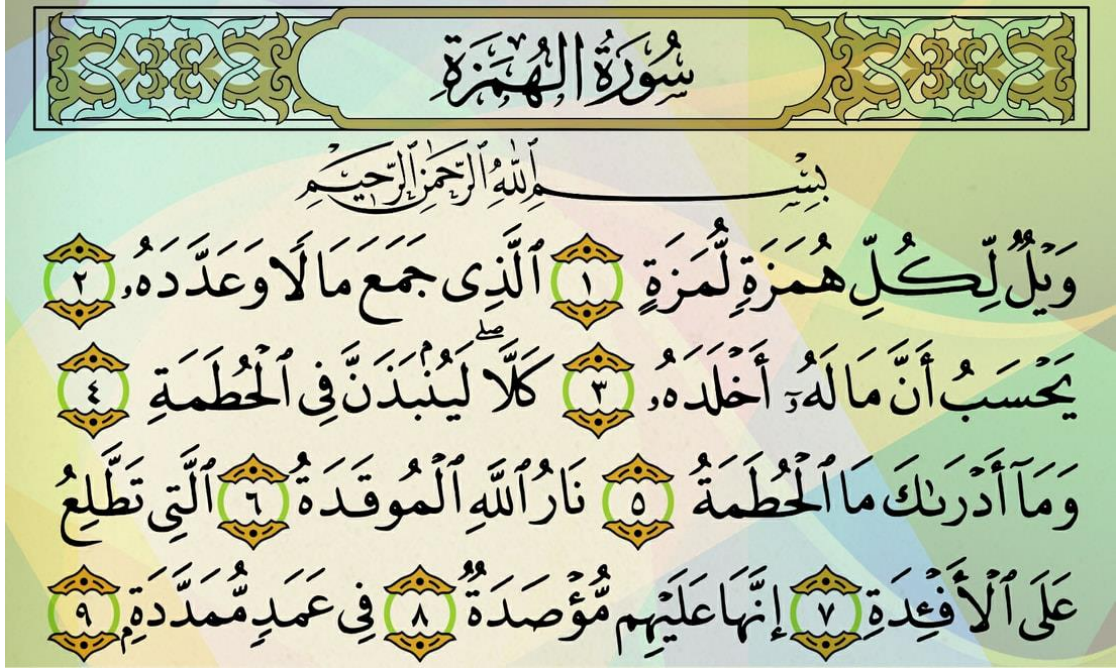 سُورَةُ الهُمَزَةِ
بِسْمِ ٱللَّهِ ٱلرَّحْمَٰنِ ٱلرَّحِيمِ
وَيْلٌ لِّكُلِّ هُمَزَةٍ لُّمَزَةٍ ١ ٱلَّذِى جَمَعَ مَالًا وَعَدَّدَهُۥ ٢
يَحْسَبُ أَنَّ مَالَهُۥٓ أَخْلَدَهُۥ ٣ كَلَّا ۖ لَيُنۢبَذَنَّ فِى ٱلْحُطَمَةِ ٤
وَمَآ أَدْرَىٰكَ مَا ٱلْحُطَمَةُ ٥ نَارُ ٱللَّهِ ٱلْمُوقَدَةُ ٦ ٱلَّتِى تَطَّلِعُ
عَلَى ٱلْأَفْـِٔدَةِ ٧ إِنَّهَا عَلَيْهِم مُّؤْصَدَةٌ ٨ فِى عَمَدٍ مُّمَدَّدَةٍۭ ٩